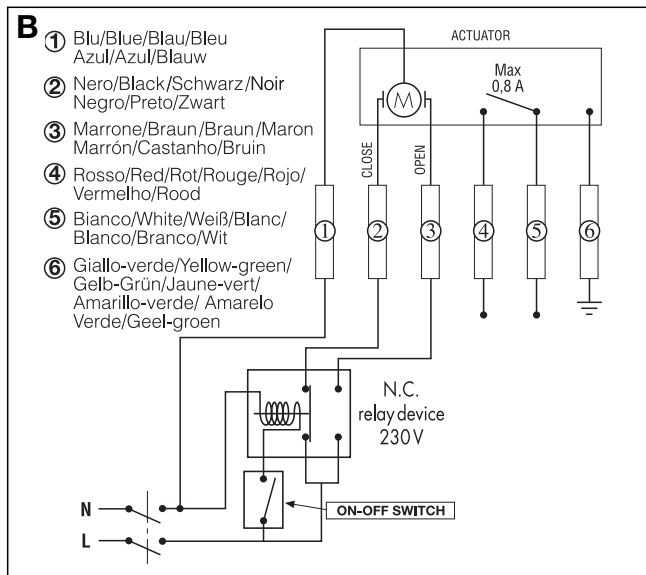 B
① Blu/Blue/Blau/Bleu
Azul/Azul/Blauw
② Nero/Black/Schwarz/Noir
Negro/Preto/Zwart
③ Marrone/Braun/Braun/Maron
Marrón/Castanho/Bruin
④ Rosso/Red/Rot/Rouge/Rojo/
Vermelho/Rood
⑤ Bianco/White/Weiß/Blanc/
Blanco/Branco/Wit
⑥ Giallo-verde/Yellow-green/
Gelb-Grün/Jaune-vert/
Amarillo-verde/ Amarelo
Verde/Geel-groen
ACTUATOR
Max
0,8 A
M
CLOSE
OPEN
① ② ③ ④ ⑤ ⑥
N.C.
relay device
230 V
ON-OFF SWITCH
N
L